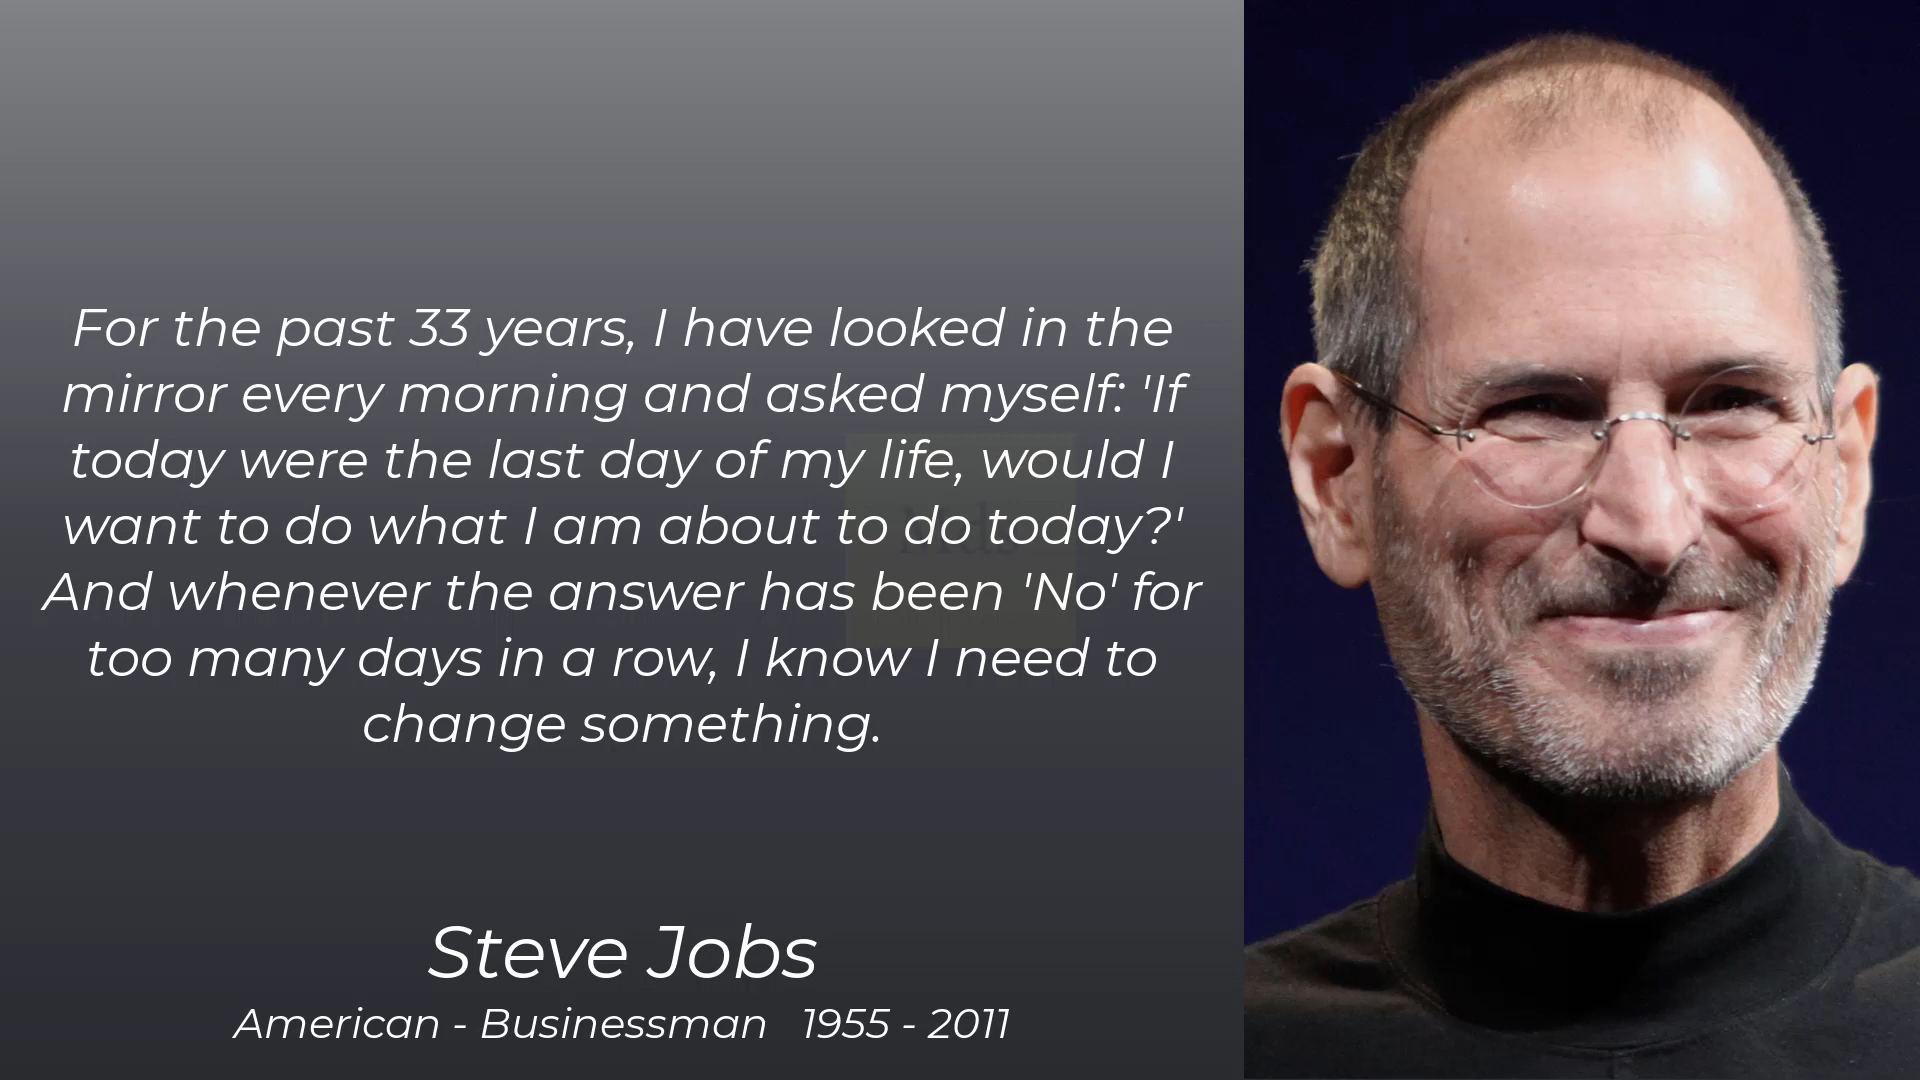 For the past 33 years, I have looked in the
mirror every morning and asked myself: 'If
today were the last day of my life, would I
want to do what I am about to do today?'
And whenever the answer has been 'No' for
too many days in a row, I know I need to
change something.
Steve Jobs
American - Businessman 1955 - 2011